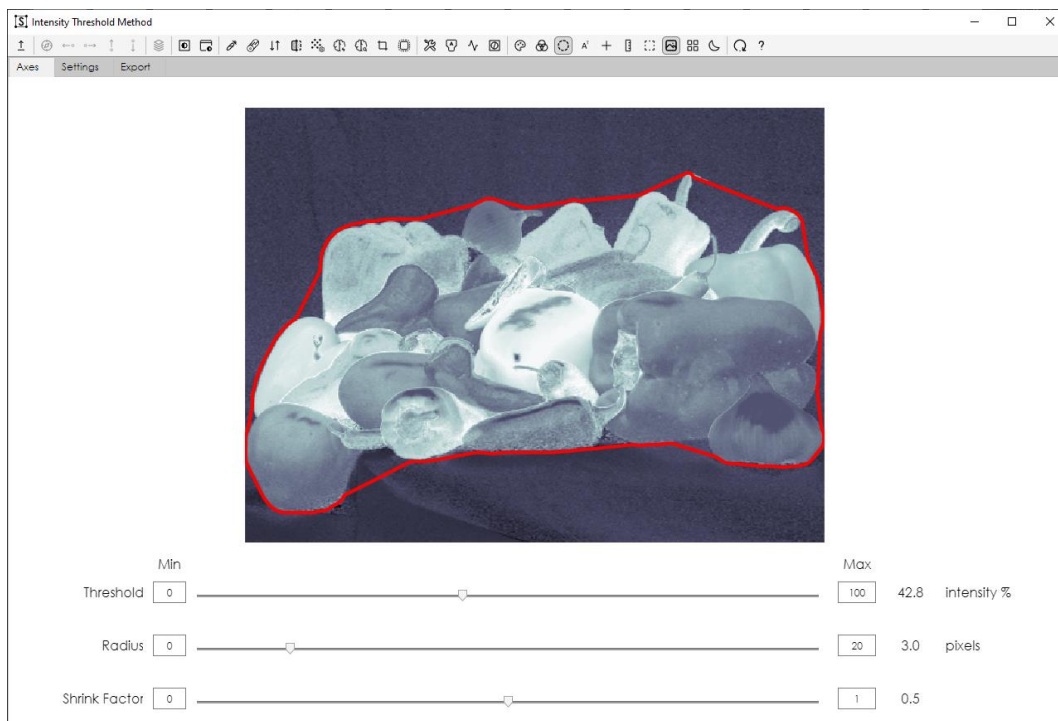 [S] Intensity Threshold Method
Axes Settings Export
Min Max
Threshold 0 100 42.8 intensity %
Radius 0 20 3.0 pixels
Shrink Factor 0 1 0.5